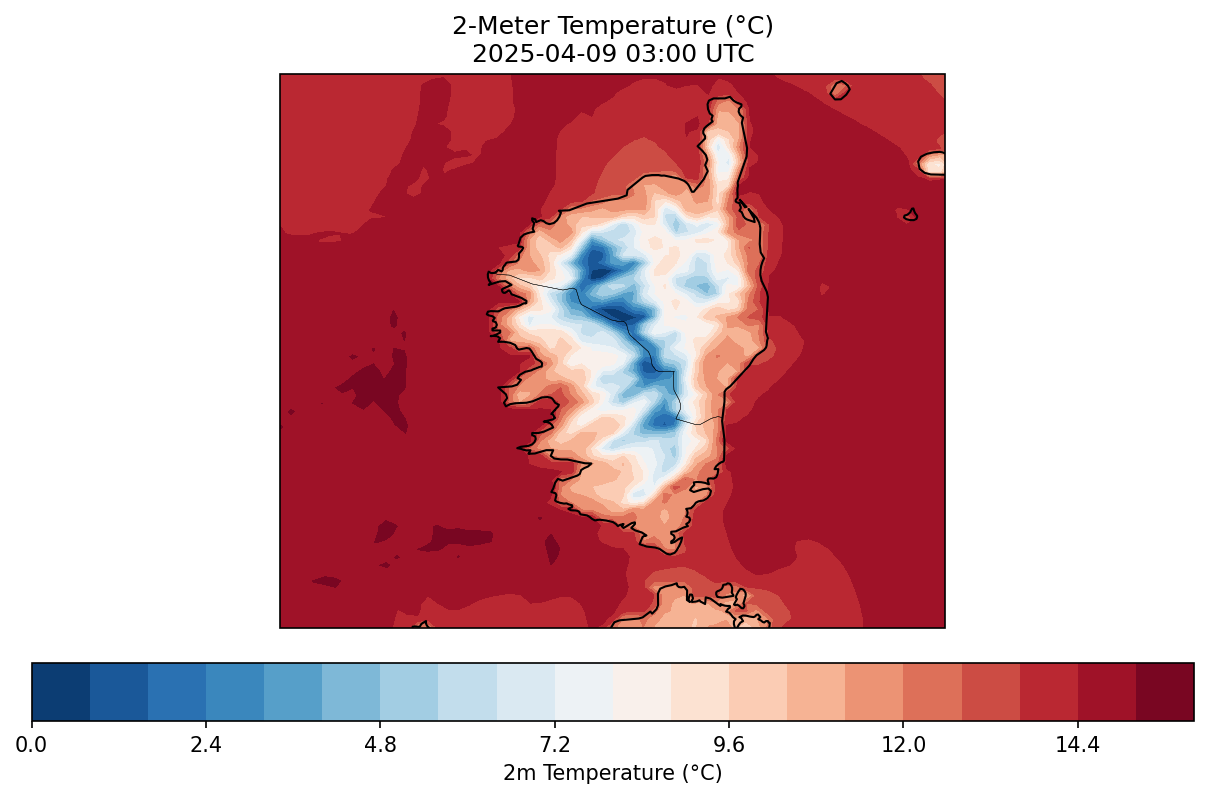 2-Meter Temperature (°C)
2025-04-09 03:00 UTC
0.0 2.4 4.8 7.2 9.6 12.0 14.4
2m Temperature (°C)